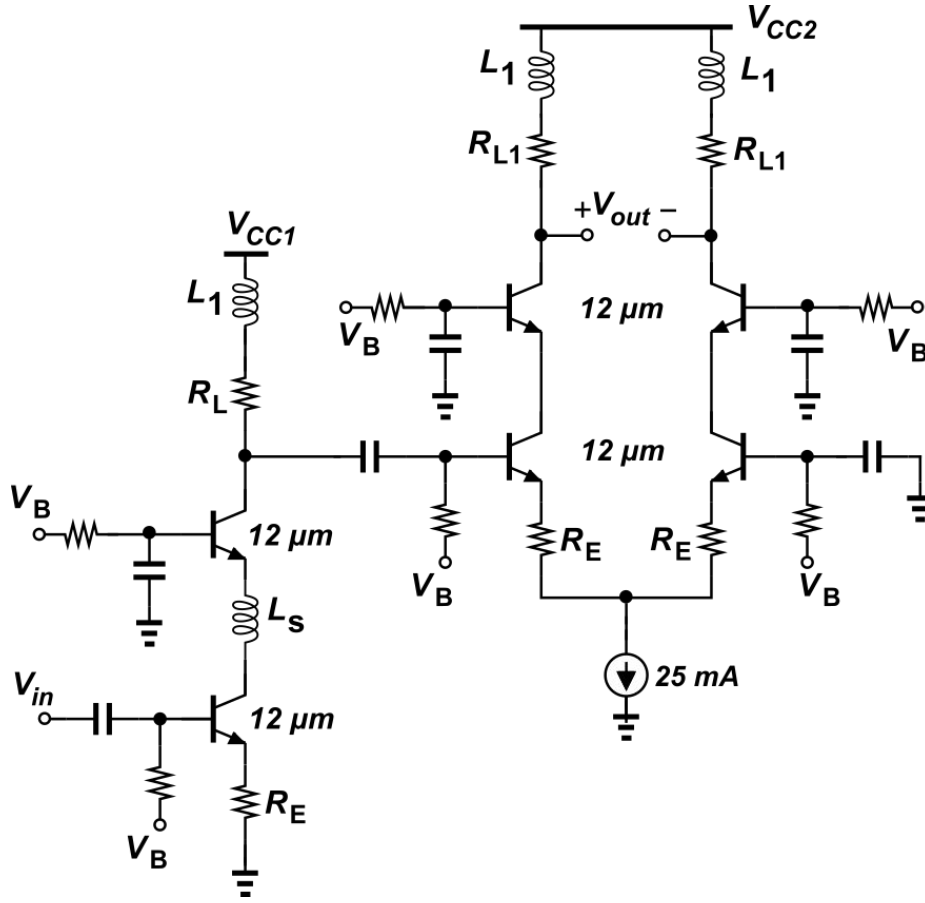 V_CC2
L_1 L_1
R_L1 R_L1
+ V_out −
V_CC1
L_1
V_B 12 μm V_B
R_L
12 μm
V_B 12 μm
R_E R_E
V_B V_B
L_s
V_in 12 μm
25 mA
R_E
V_B